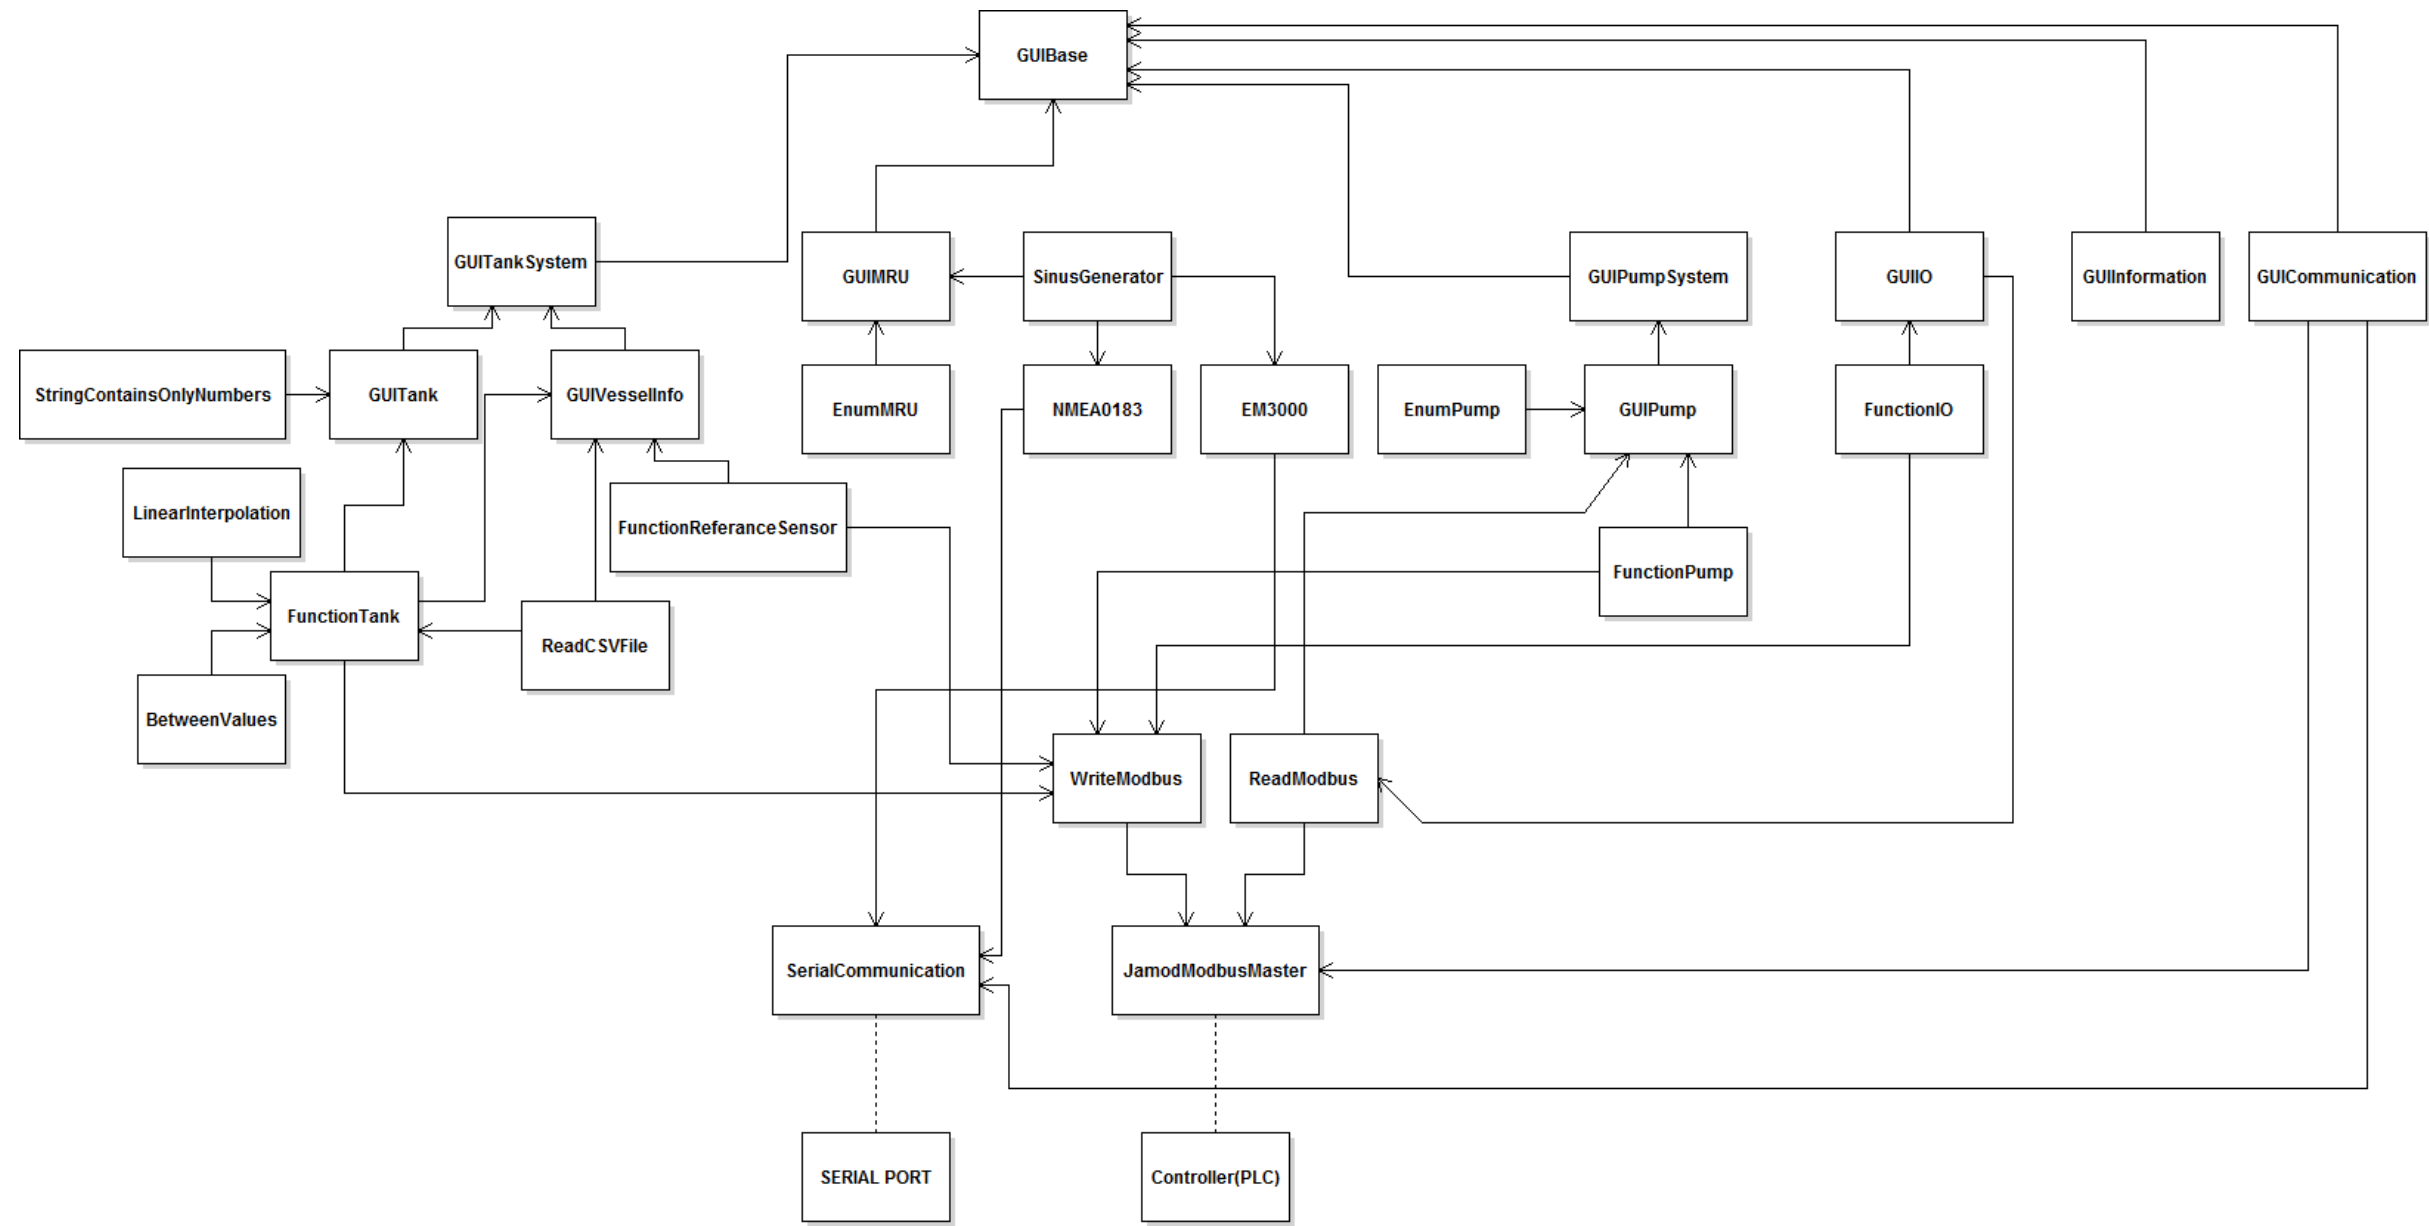 GUIBase
GUITankSystem
GUIMRU
SinusGenerator
GUIPumpSystem
GUIIO
GUIInformation
GUICommunication
StringContainsOnlyNumbers
GUITank
GUIVesselInfo
EnumMRU
NMEA0183
EM3000
EnumPump
GUIPump
FunctionIO
LinearInterpolation
FunctionReferanceSensor
FunctionPump
FunctionTank
ReadCSVFile
BetweenValues
WriteModbus
ReadModbus
SerialCommunication
JamodModbusMaster
SERIAL PORT
Controller(PLC)